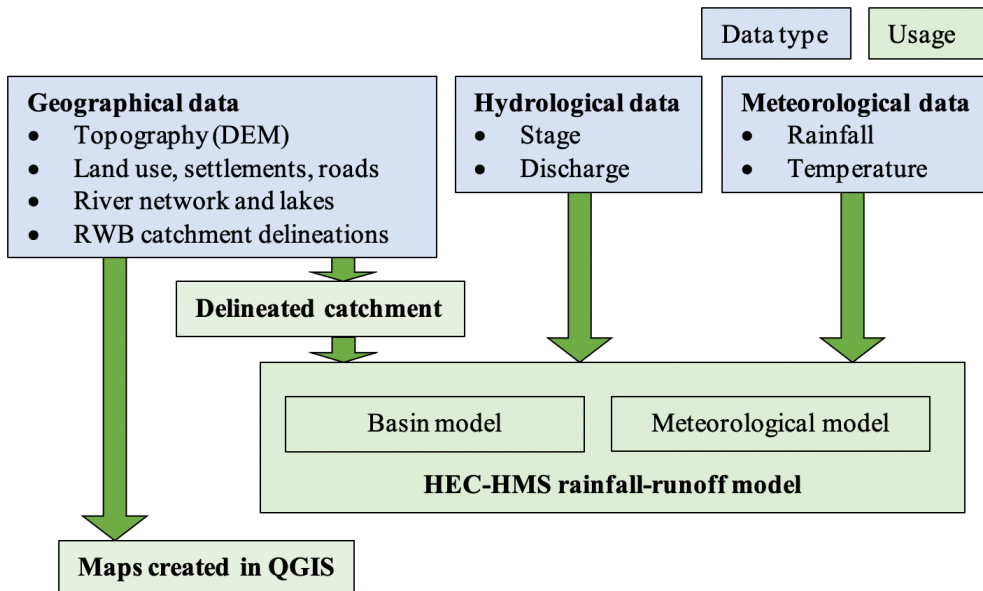 Data type
Usage
Geographical data
• Topography (DEM)
• Land use, settlements, roads
• River network and lakes
• RWB catchment delineations
Hydrological data
• Stage
• Discharge
Meteorological data
• Rainfall
• Temperature
Delineated catchment
Basin model
Meteorological model
HEC-HMS rainfall-runoff model
Maps created in QGIS